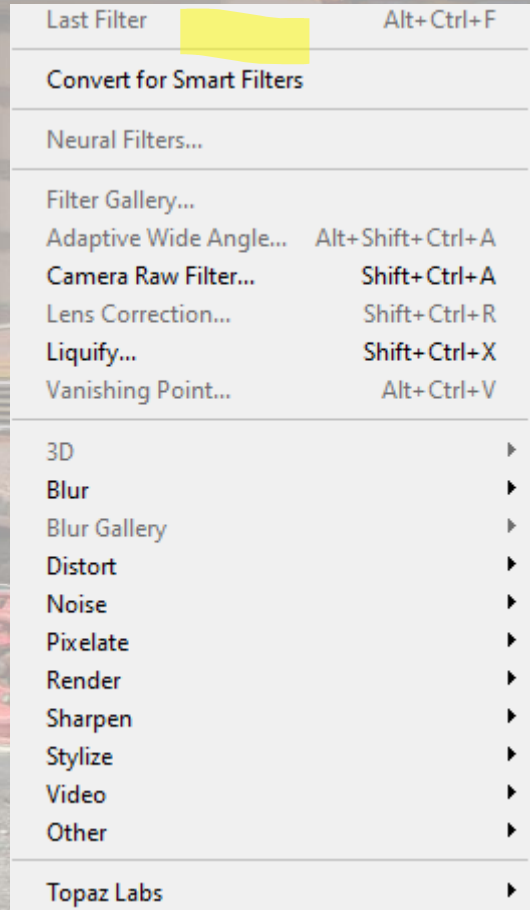 Last Filter Alt+Ctrl+F
Convert for Smart Filters
Neural Filters...
Filter Gallery...
Adaptive Wide Angle... Alt+Shift+Ctrl+A
Camera Raw Filter... Shift+Ctrl+A
Lens Correction... Shift+Ctrl+R
Liquify... Shift+Ctrl+X
Vanishing Point... Alt+Ctrl+V
3D
Blur
Blur Gallery
Distort
Noise
Pixelate
Render
Sharpen
Stylize
Video
Other
Topaz Labs